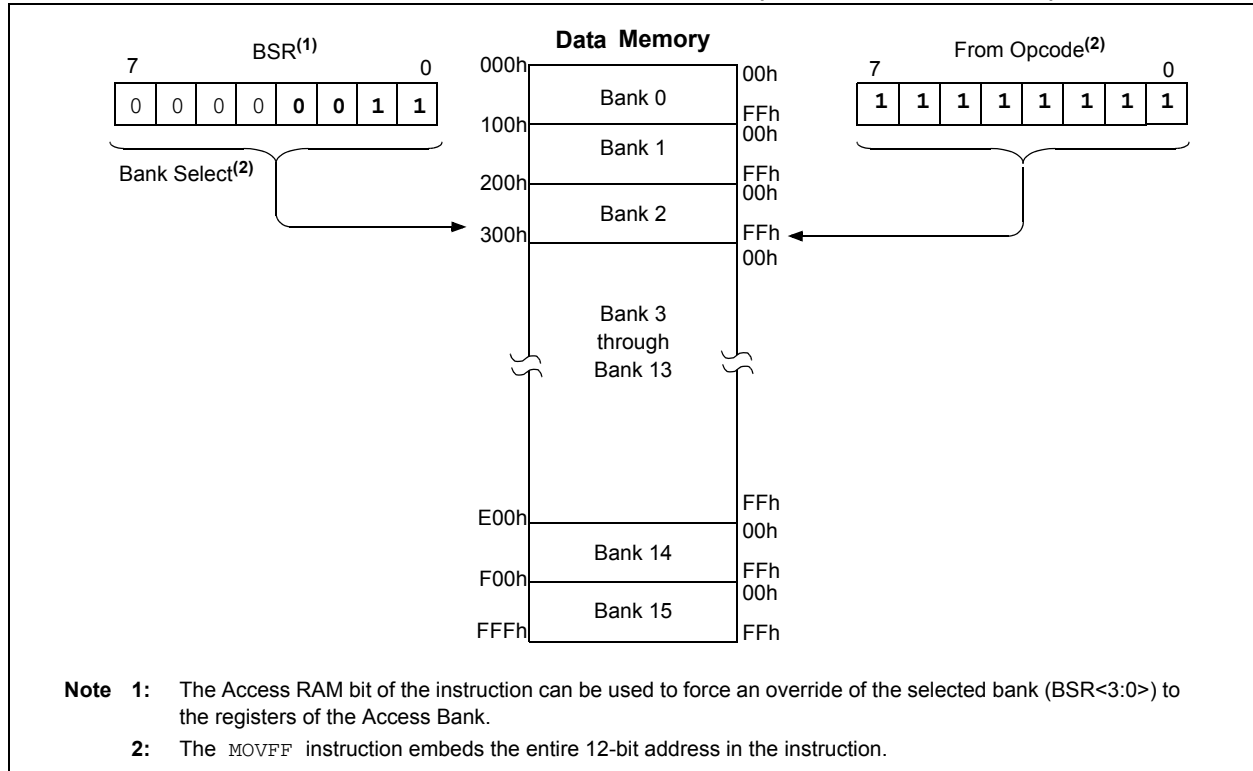 Data Memory
BSR(1)
7 0
0 0 0 0 0 0 1 1
Bank Select(2)
From Opcode(2)
7 0
1 1 1 1 1 1 1 1
000h
Bank 0
00h
FFh
100h
Bank 1
00h
FFh
200h
Bank 2
00h
FFh
300h
Bank 3
through
Bank 13
00h
FFh
E00h
Bank 14
00h
FFh
F00h
Bank 15
00h
FFFh
FFh
Note 1: The Access RAM bit of the instruction can be used to force an override of the selected bank (BSR<3:0>) to
the registers of the Access Bank.
2: The MOVFF instruction embeds the entire 12-bit address in the instruction.